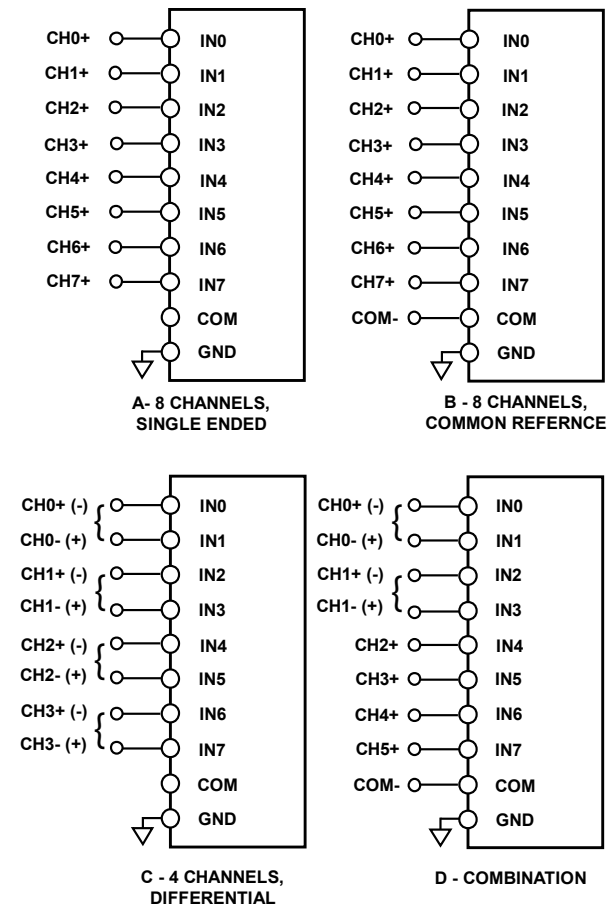 CH0+ IN0
CH1+ IN1
CH2+ IN2
CH3+ IN3
CH4+ IN4
CH5+ IN5
CH6+ IN6
CH7+ IN7
COM
GND
A- 8 CHANNELS,
SINGLE ENDED
CH0+ IN0
CH1+ IN1
CH2+ IN2
CH3+ IN3
CH4+ IN4
CH5+ IN5
CH6+ IN6
CH7+ IN7
COM- COM
GND
B - 8 CHANNELS,
COMMON REFERNCE
CH0+ (-) IN0
CH0- (+) IN1
CH1+ (-) IN2
CH1- (+) IN3
CH2+ (-) IN4
CH2- (+) IN5
CH3+ (-) IN6
CH3- (+) IN7
COM
GND
C - 4 CHANNELS,
DIFFERENTIAL
CH0+ (-) IN0
CH0- (+) IN1
CH1+ (-) IN2
CH1- (+) IN3
CH2+ IN4
CH3+ IN5
CH4+ IN6
CH5+ IN7
COM- COM
GND
D - COMBINATION